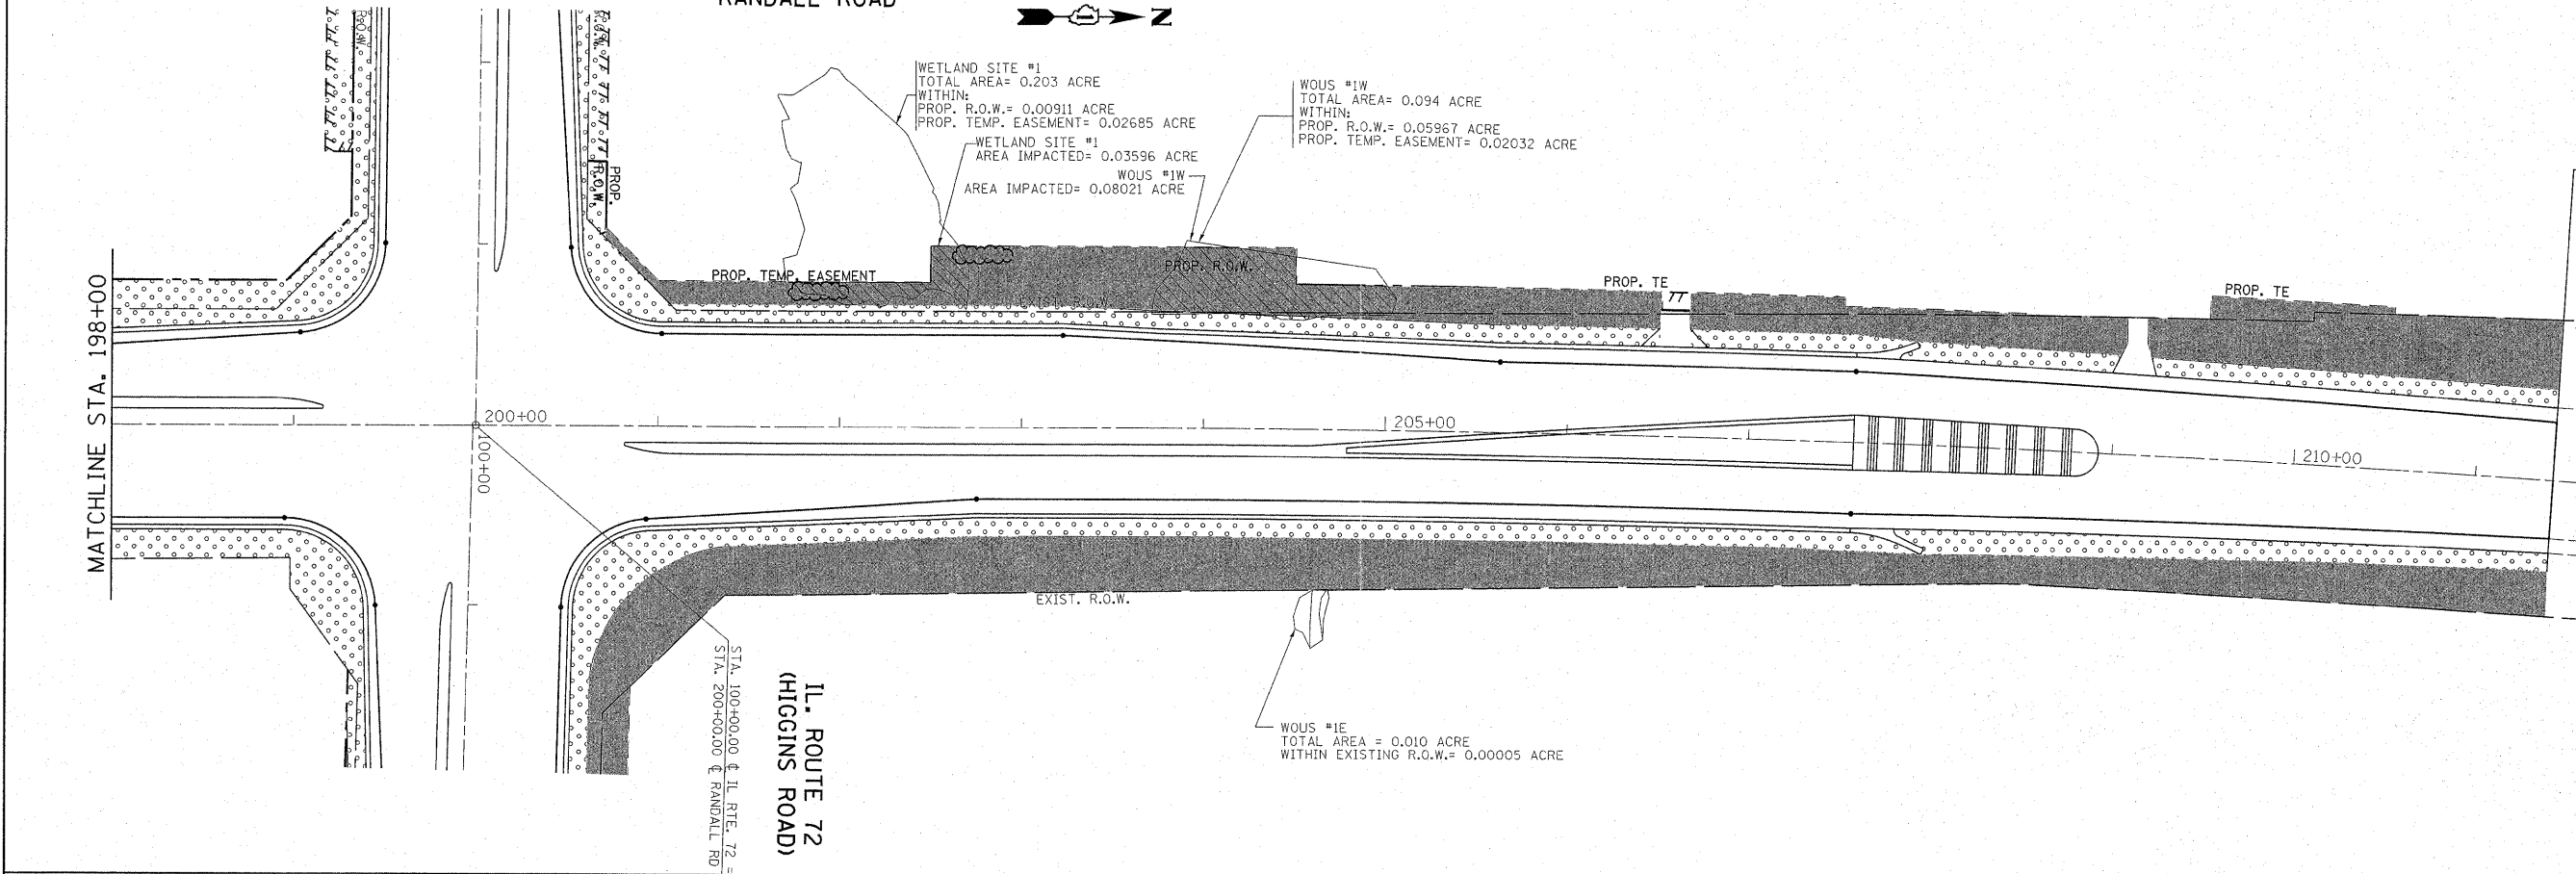 RANDALL ROAD
N
R.O.W.
R.O.W.
PROP.
R.O.W.
WETLAND SITE #1
TOTAL AREA= 0.203 ACRE
WITHIN:
PROP. R.O.W.= 0.00911 ACRE
PROP. TEMP. EASEMENT= 0.02685 ACRE
WETLAND SITE #1
AREA IMPACTED= 0.03596 ACRE
WOUS #1W
AREA IMPACTED= 0.08021 ACRE
WOUS #1W
TOTAL AREA= 0.094 ACRE
WITHIN:
PROP. R.O.W.= 0.05967 ACRE
PROP. TEMP. EASEMENT= 0.02032 ACRE
PROP. TEMP. EASEMENT
PROP. R.O.W.
EXIST. R.O.W.
PROP. TE
PROP. TE
MATCHLINE STA. 198+00
200+00
100+00
205+00
210+00
EXIST. R.O.W.
STA. 100+00.00 ℄ IL RTE. 72 =
STA. 200+00.00 ℄ RANDALL RD
IL. ROUTE 72
(HIGGINS ROAD)
WOUS #1E
TOTAL AREA = 0.010 ACRE
WITHIN EXISTING R.O.W.= 0.00005 ACRE